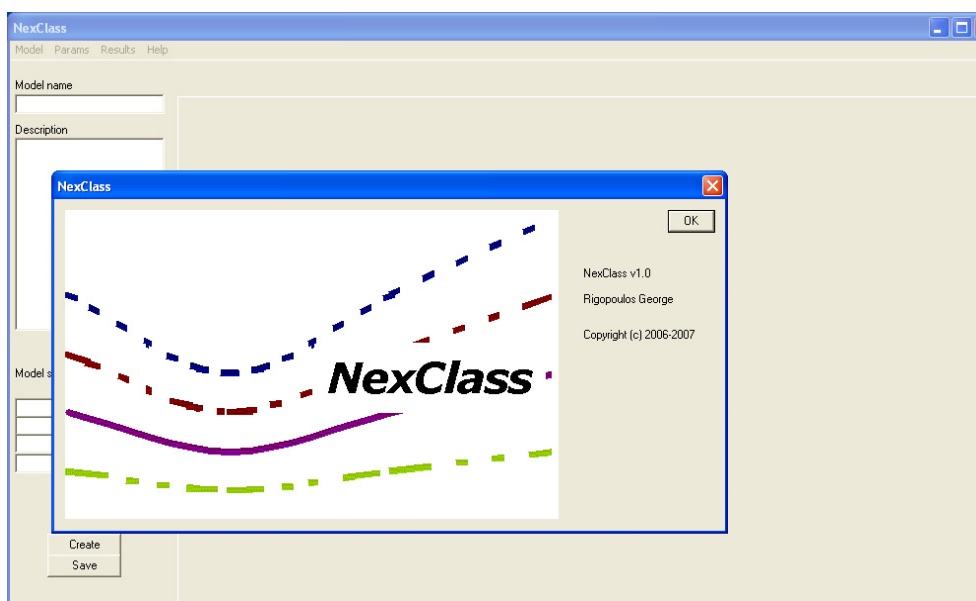 NexClass
Model Params Results Help
Model name
Description
NexClass
OK
NexClass v1.0
Rigopoulos George
Copyright (c) 2006-2007
NexClass
Model s
Create
Save